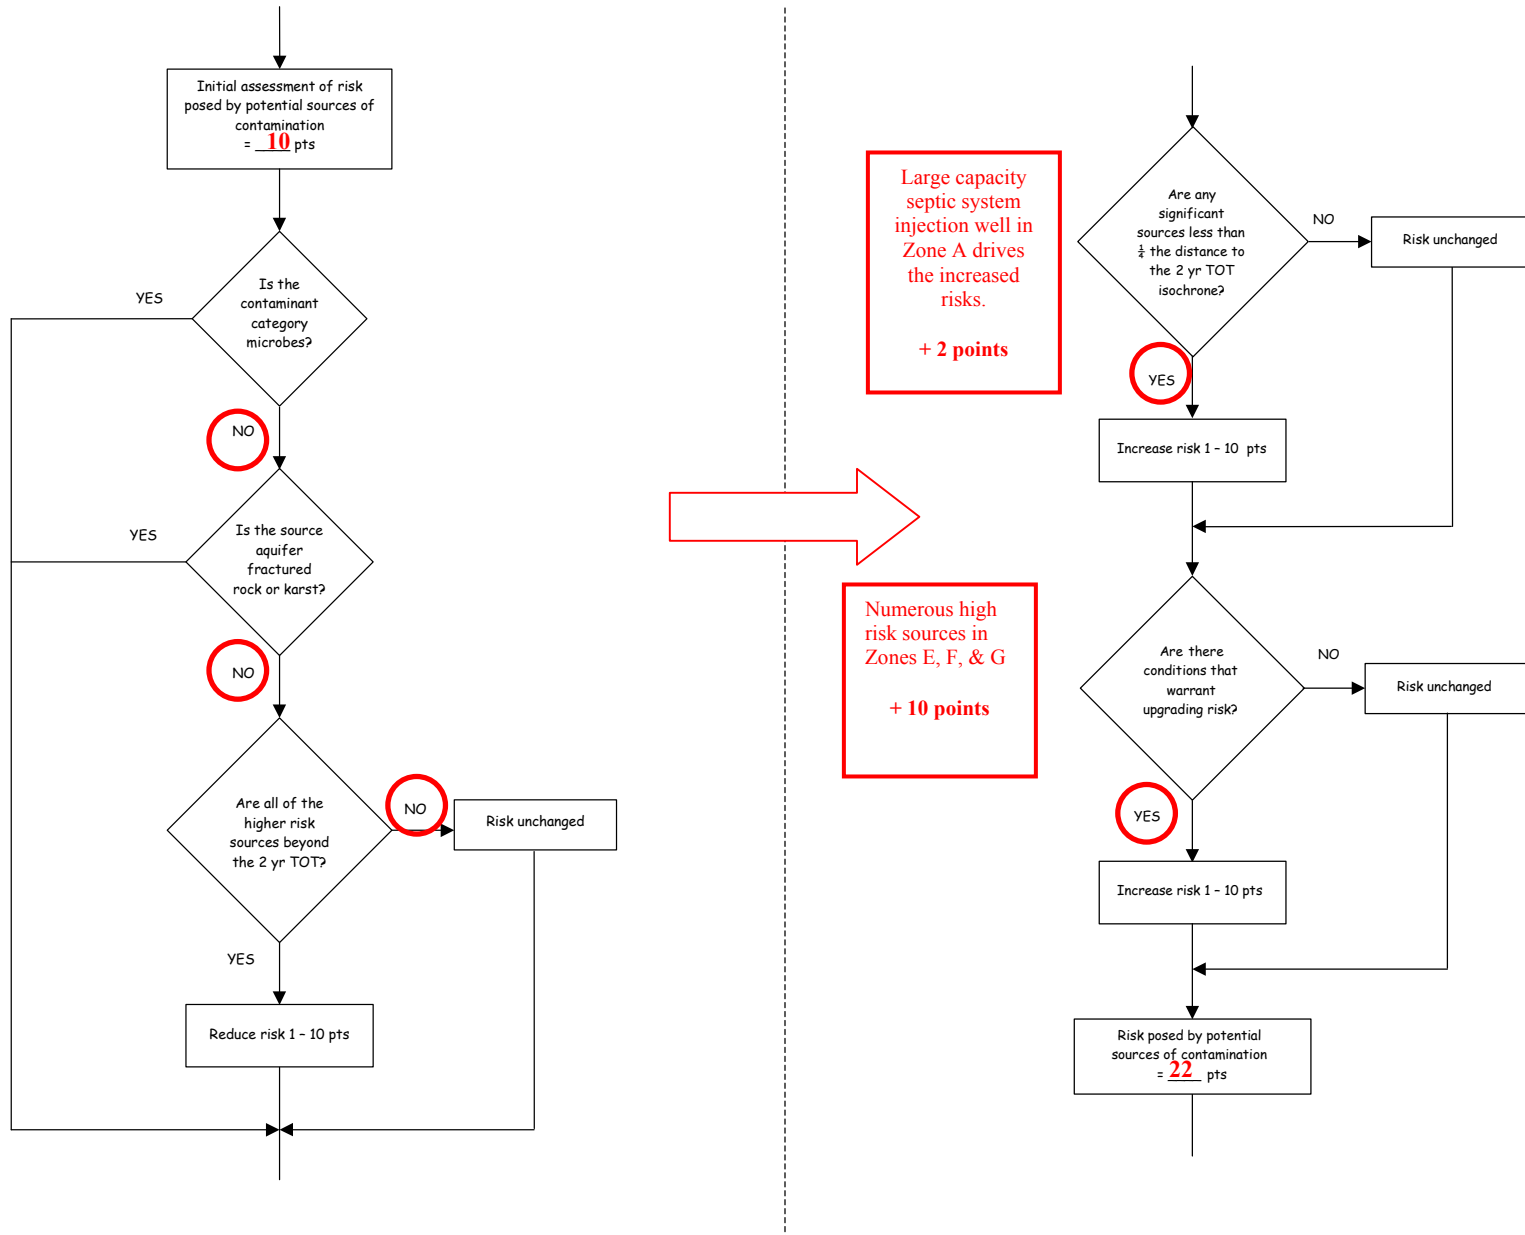 Initial assessment of risk
posed by potential sources of
contamination
= 10 pts
Is the
contaminant
category
microbes?
YES
NO
Is the source
aquifer
fractured
rock or karst?
YES
NO
Are all of the
higher risk
sources beyond
the 2 yr TOT?
NO
Risk unchanged
YES
Reduce risk 1 – 10 pts
Large capacity
septic system
injection well in
Zone A drives
the increased
risks.
+ 2 points
Are any
significant
sources less than
¼ the distance to
the 2 yr TOT
isochrone?
NO
Risk unchanged
YES
Increase risk 1 – 10 pts
Numerous high
risk sources in
Zones E, F, & G
+ 10 points
Are there
conditions that
warrant
upgrading risk?
NO
Risk unchanged
YES
Increase risk 1 – 10 pts
Risk posed by potential
sources of contamination
= 22 pts